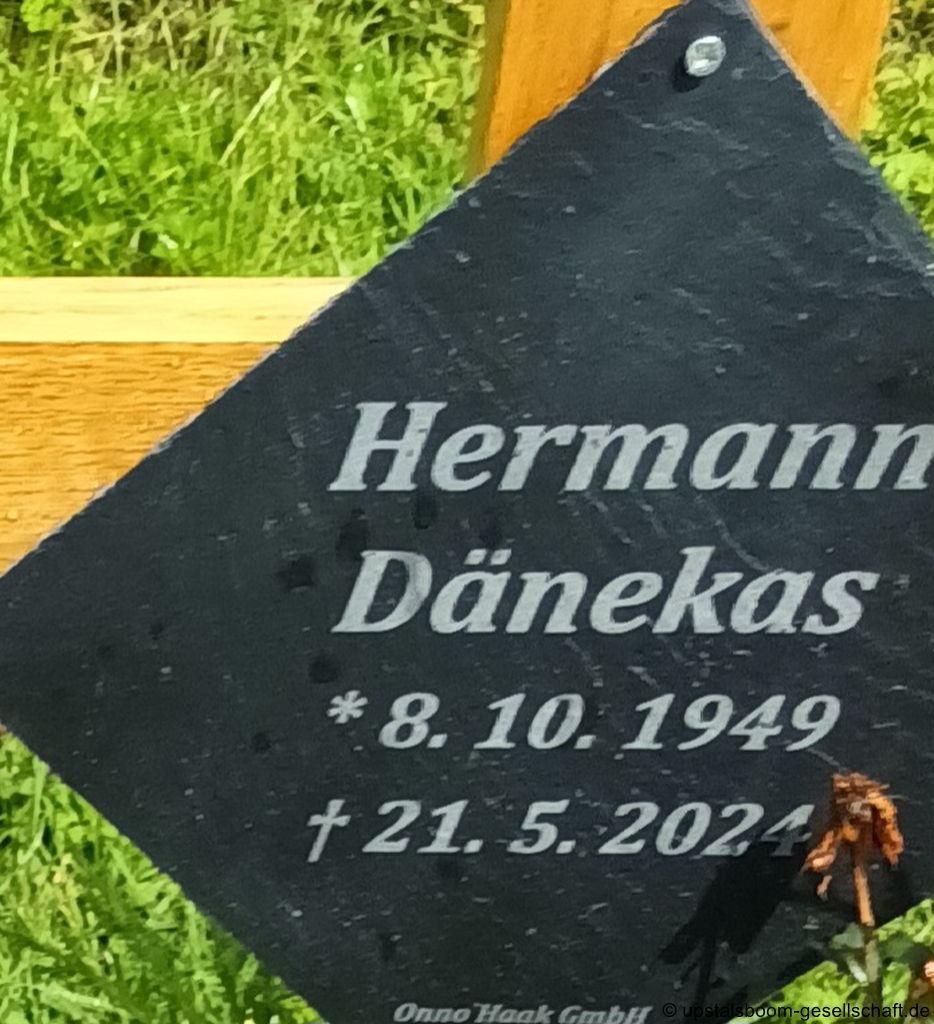 Hermann
Dänekas
* 8. 10. 1949
† 21. 5. 2024
Onno Haak GmbH
© upstalsboom-gesellschaft.de